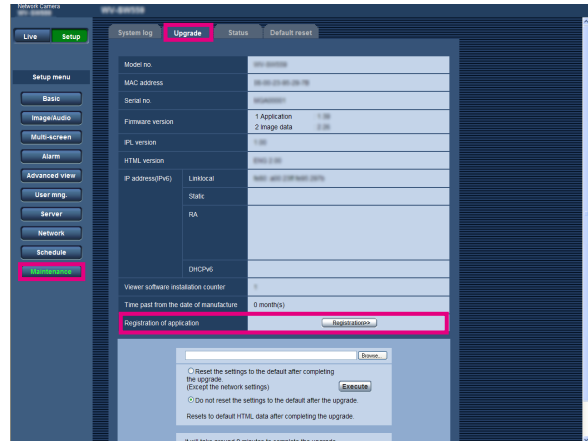 Network Camera
WV-BW559
Live
Setup
System log
Upgrade
Status
Default reset
Setup menu
Basic
Image/Audio
Multi-screen
Alarm
Advanced view
User mng.
Server
Network
Schedule
Maintenance
Model no.
MAC address
Serial no.
Firmware version
1 Application
2 Image data
IPL version
HTML version
IP address(IPv6)
Linklocal
Static
RA
DHCPv6
Viewer software installation counter
Time past from the date of manufacture
0 month(s)
Registration of application
Registration>>
Browse...
Reset the settings to the default after completing
the upgrade.
(Except the network settings)
Execute
Do not reset the settings to the default after the upgrade.
Resets to default HTML data after completing the upgrade.